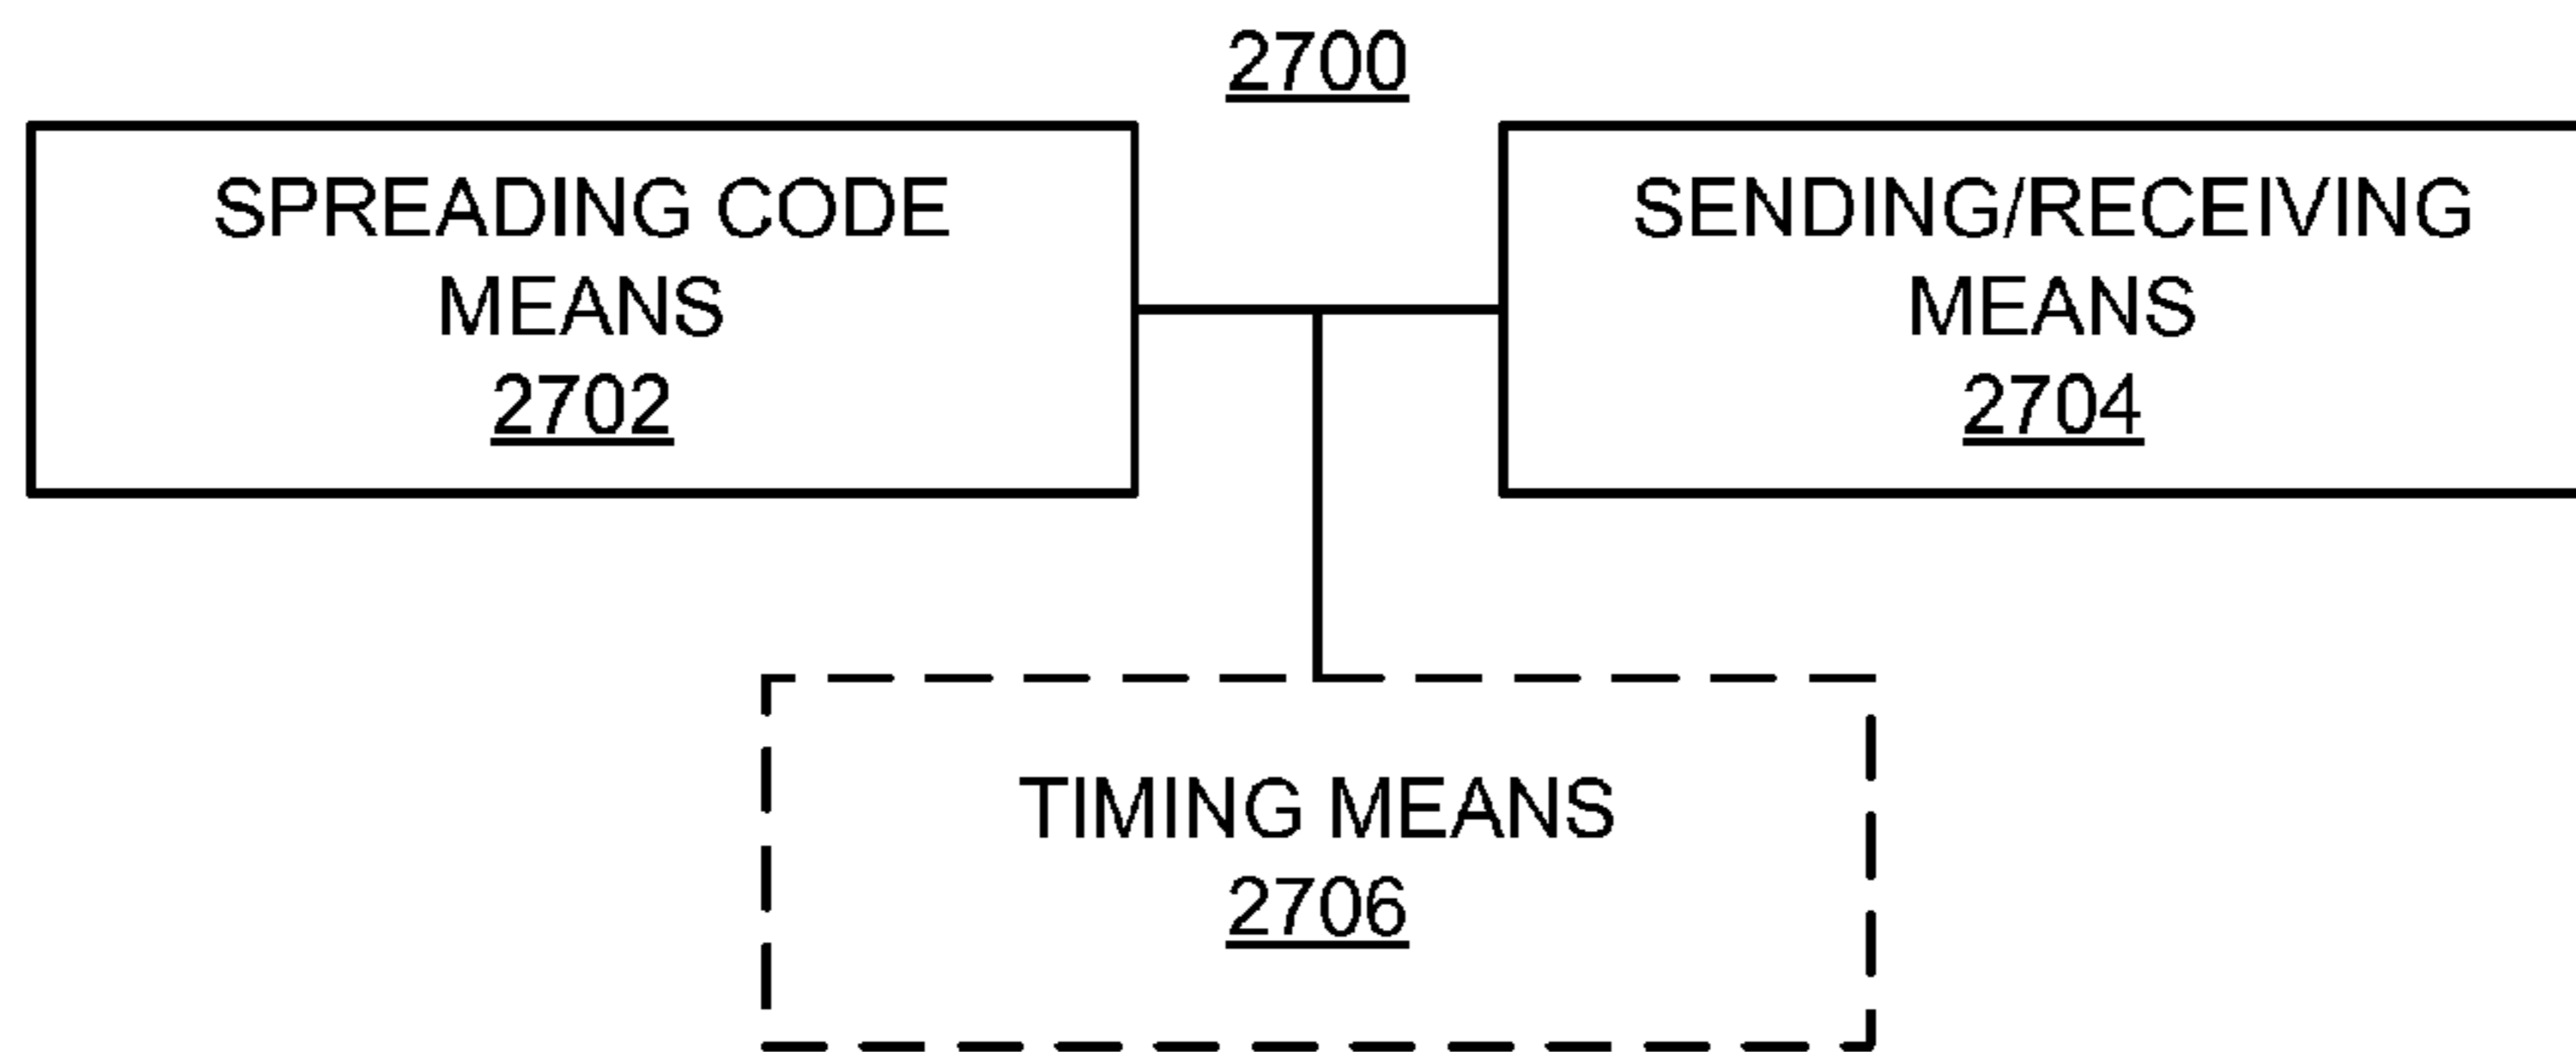 2700
SPREADING CODE
MEANS
2702
SENDING/RECEIVING
MEANS
2704
TIMING MEANS
2706